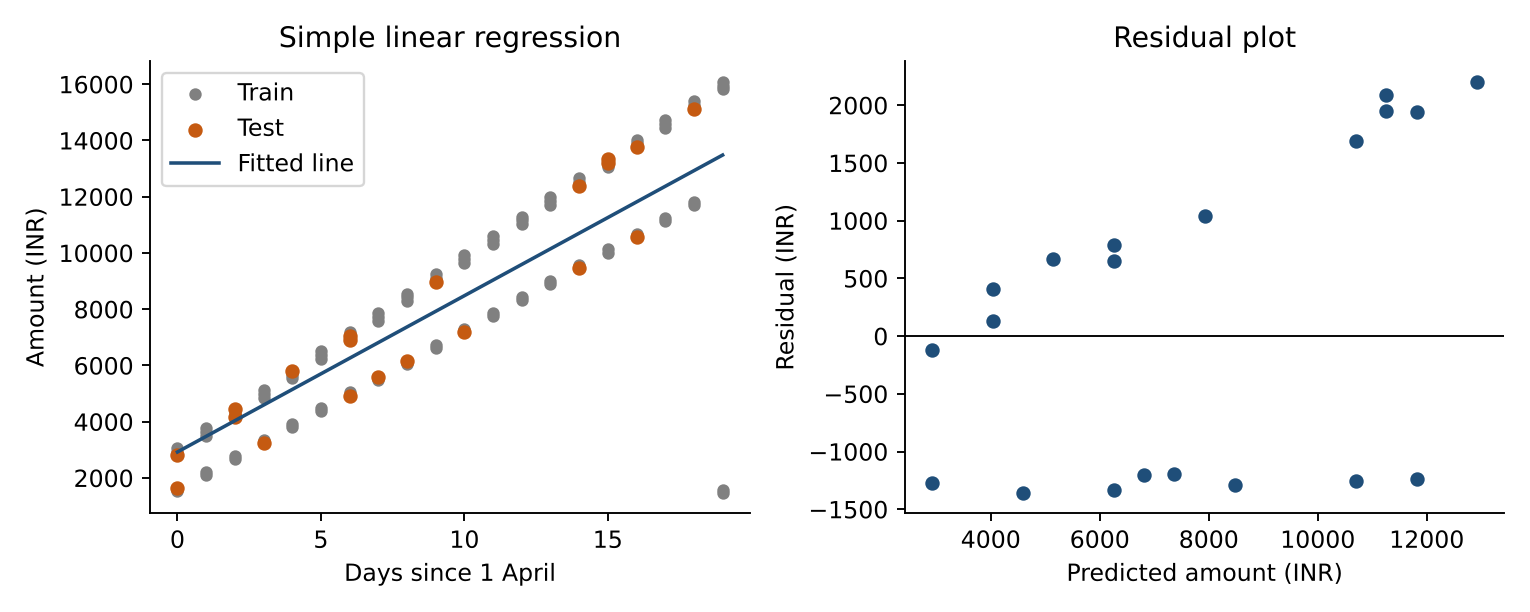 Simple linear regression
Train
Test
Fitted line
16000
14000
12000
10000
8000
6000
4000
2000
Amount (INR)
0
5
10
15
Days since 1 April
Residual plot
2000
1500
1000
500
0
−500
−1000
−1500
Residual (INR)
4000
6000
8000
10000
12000
Predicted amount (INR)